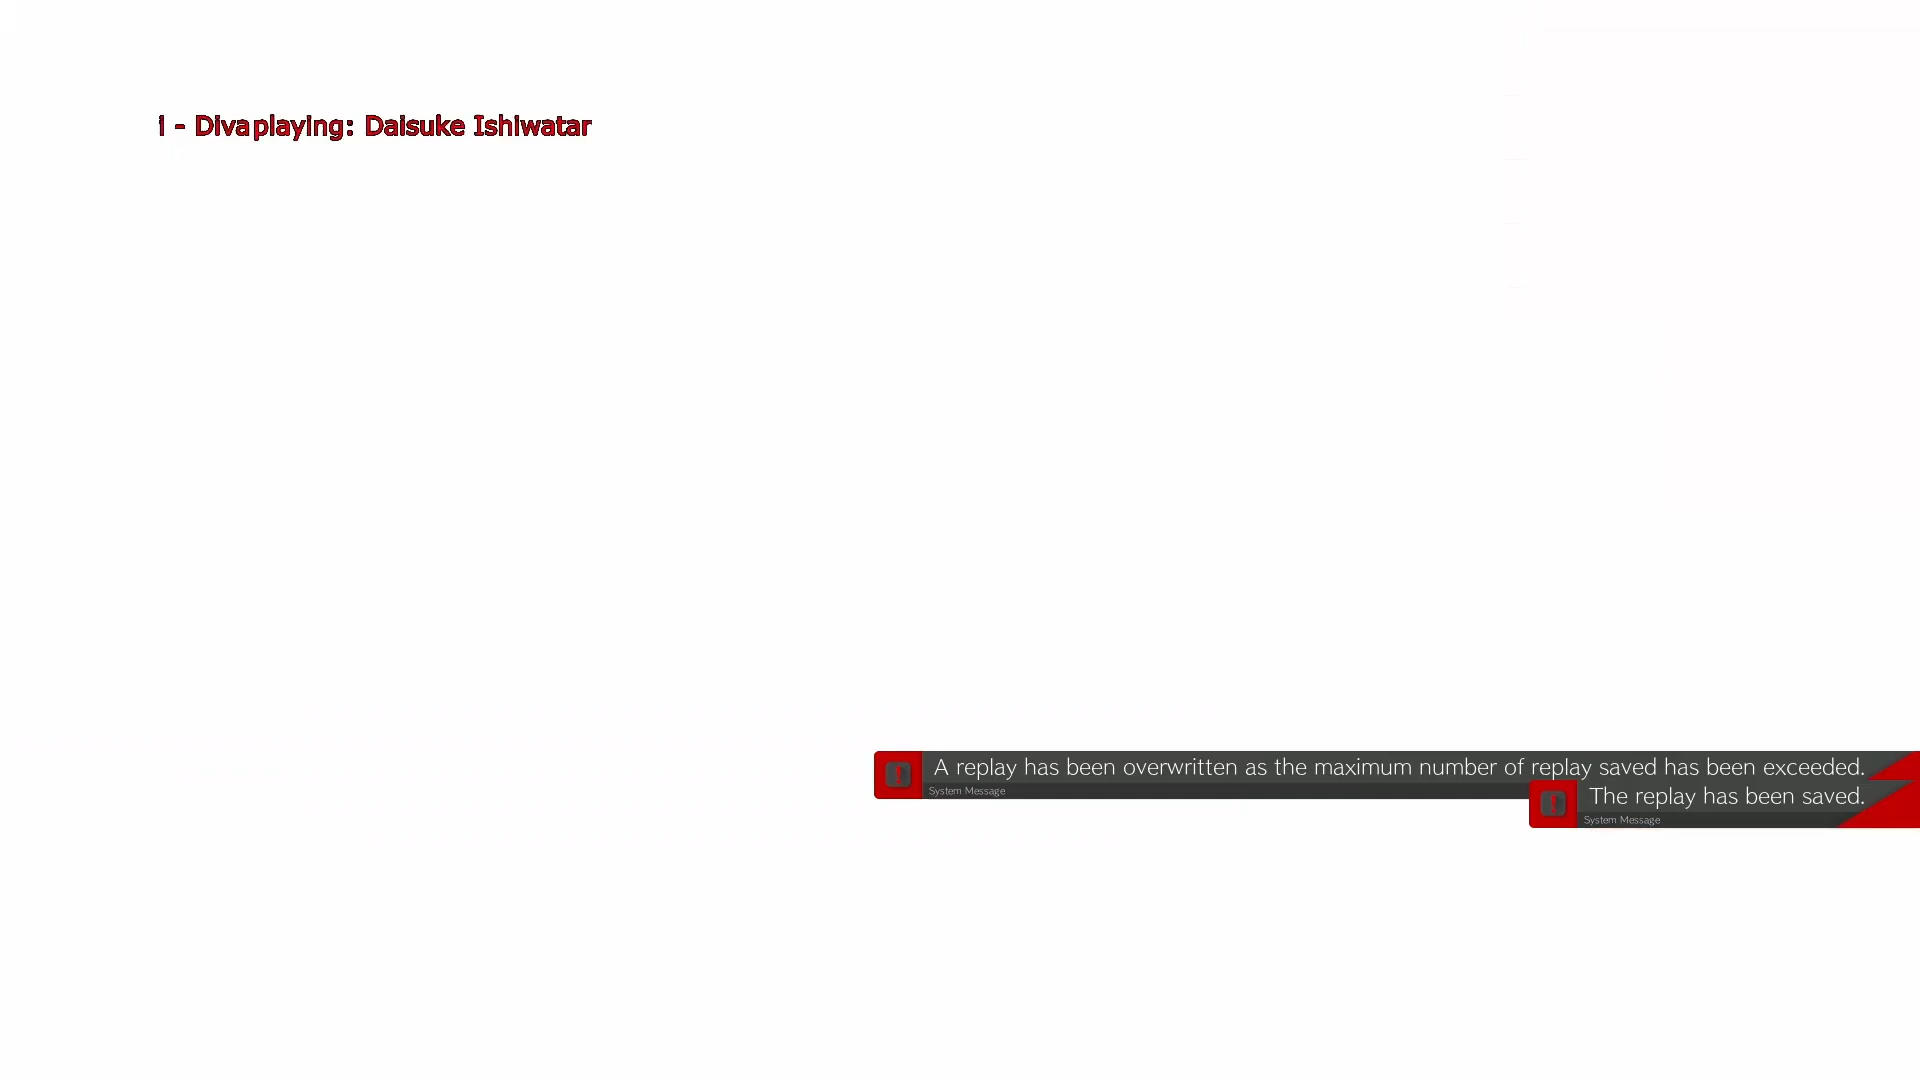 i - Divaplaying: Daisuke Ishiwatar
A replay has been overwritten as the maximum number of replay saved has been exceeded.
System Message
The replay has been saved.
System Message